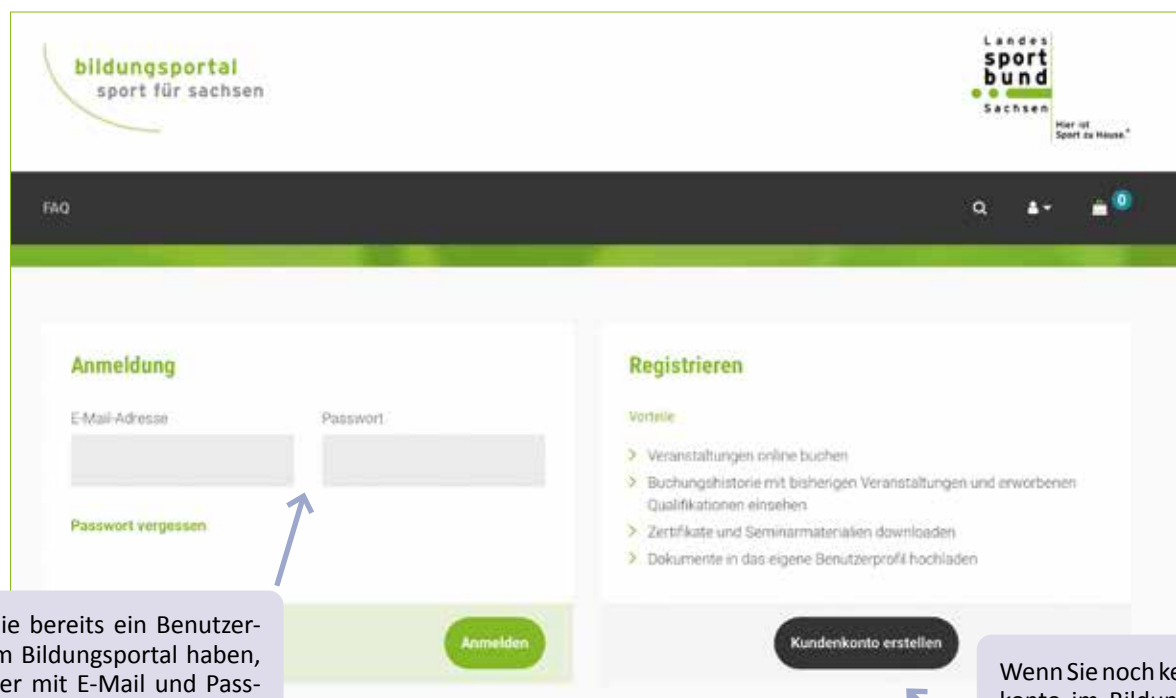 bildungsportal
sport für sachsen
Landes
sport
bund
Sachsen
Hier ist
Sport zu Hause.
FAQ
0
Anmeldung
E-Mail-Adresse
Passwort
Passwort vergessen
Anmelden
Registrieren
Vorteile
Veranstaltungen online buchen
Buchungshistorie mit bisherigen Veranstaltungen und erworbenen
Qualifikationen einsehen
Zertifikate und Seminarmaterialien downloaden
Dokumente in das eigene Benutzerprofil hochladen
Kundenkonto erstellen
bereits ein Benutzer-
Bildungsportal haben,
mit E-Mail und Pass-
Wenn Sie noch
im